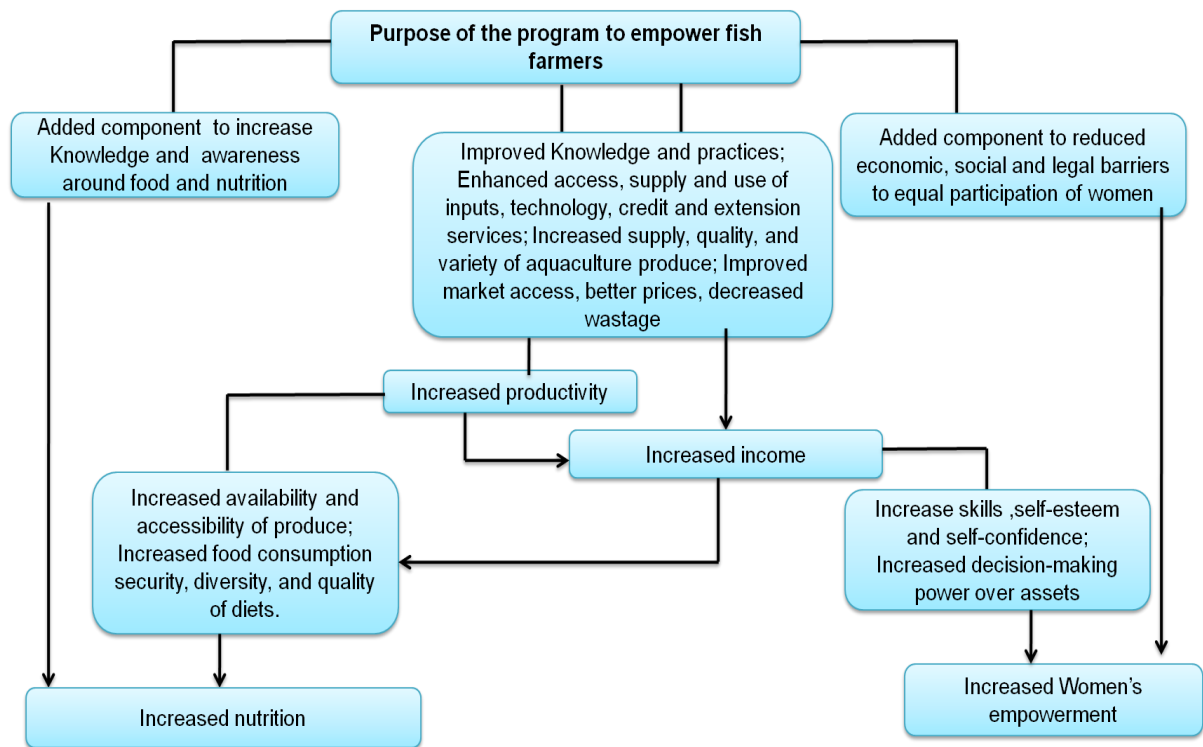 Purpose of the program to empower fish
farmers
Added component to increase
Knowledge and awareness
around food and nutrition
Improved Knowledge and practices;
Enhanced access, supply and use of
inputs, technology, credit and extension
services; Increased supply, quality, and
variety of aquaculture produce; Improved
market access, better prices, decreased
wastage
Added component to reduced
economic, social and legal barriers
to equal participation of women
Increased productivity
Increased income
Increased availability and
accessibility of produce;
Increased food consumption
security, diversity, and quality
of diets.
Increase skills ,self-esteem
and self-confidence;
Increased decision-making
power over assets
Increased nutrition
Increased Women's
empowerment